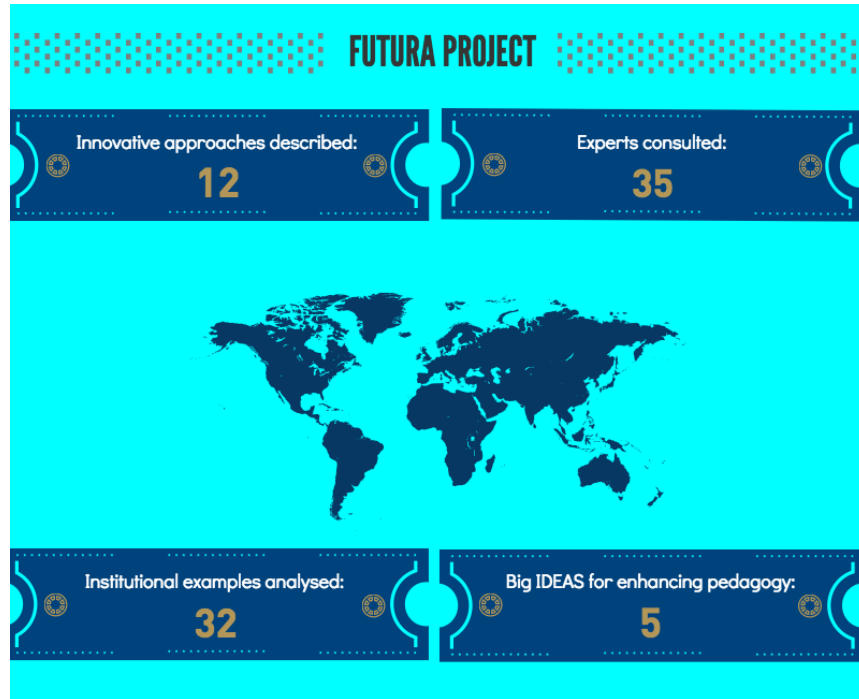 FUTURA PROJECT
Innovative approaches described:
12
Experts consulted:
35
Institutional examples analysed:
32
Big IDEAS for enhancing pedagogy:
5